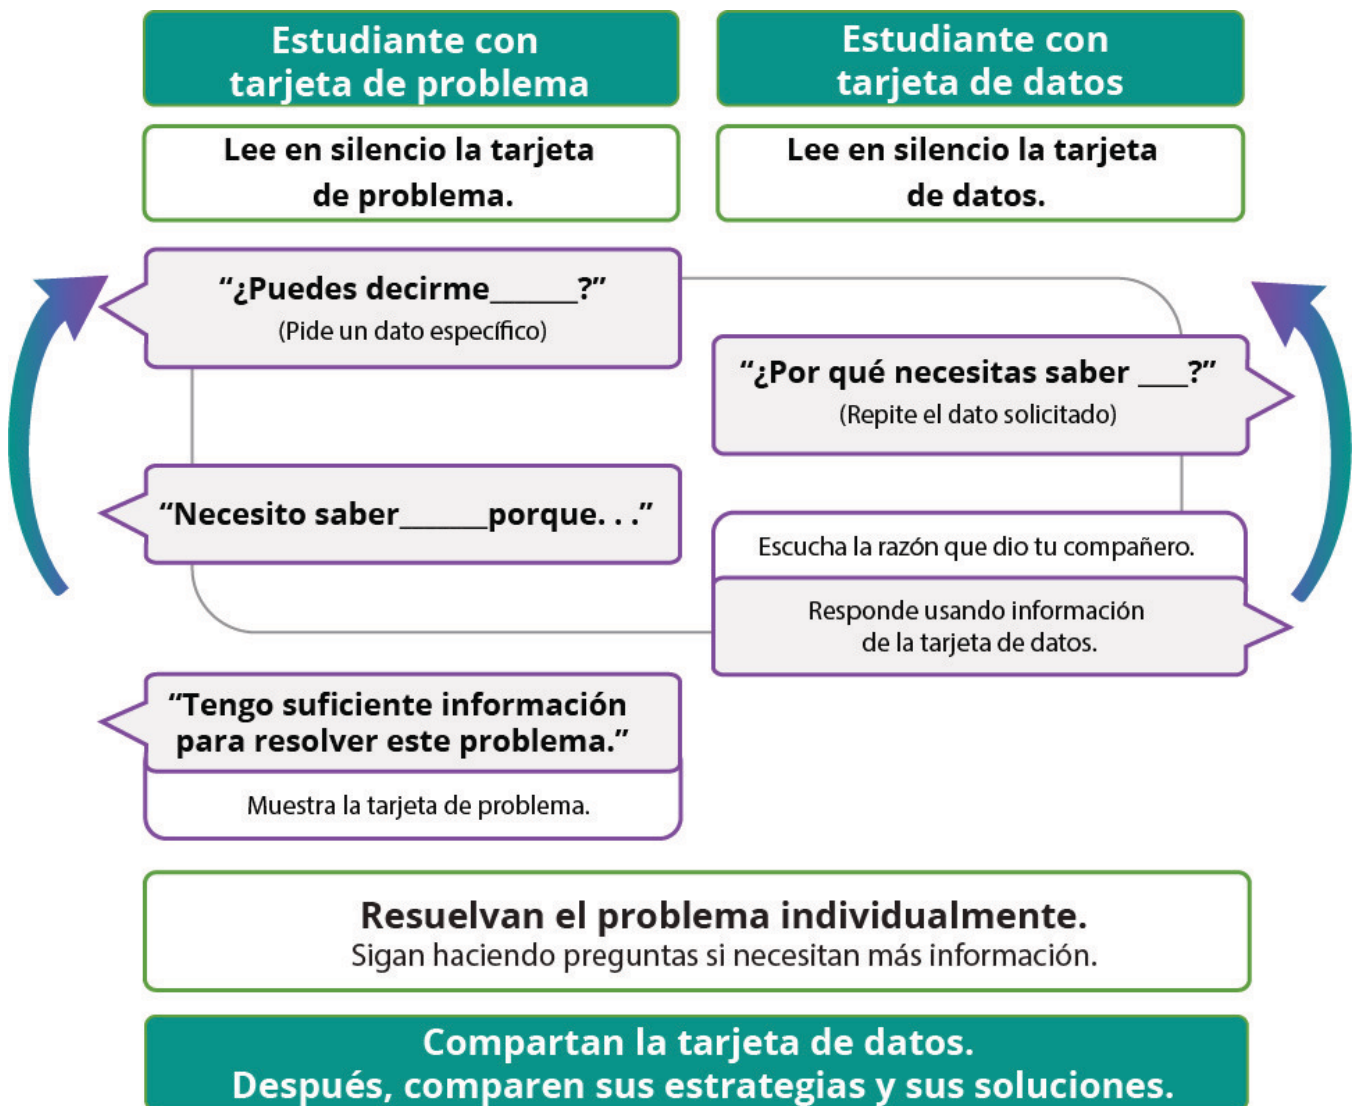 Estudiante con
tarjeta de problema
Estudiante con
tarjeta de datos
Lee en silencio la tarjeta
de problema.
Lee en silencio la tarjeta
de datos.
“¿Puedes decirme______?”
(Pide un dato específico)
“¿Por qué necesitas saber ___?”
(Repite el dato solicitado)
“Necesito saber______porque. . .”
Escucha la razón que dio tu compañero.
Responde usando información
de la tarjeta de datos.
“Tengo suficiente información
para resolver este problema.”
Muestra la tarjeta de problema.
Resuelvan el problema individualmente.
Sigan haciendo preguntas si necesitan más información.
Compartan la tarjeta de datos.
Después, comparen sus estrategias y sus soluciones.